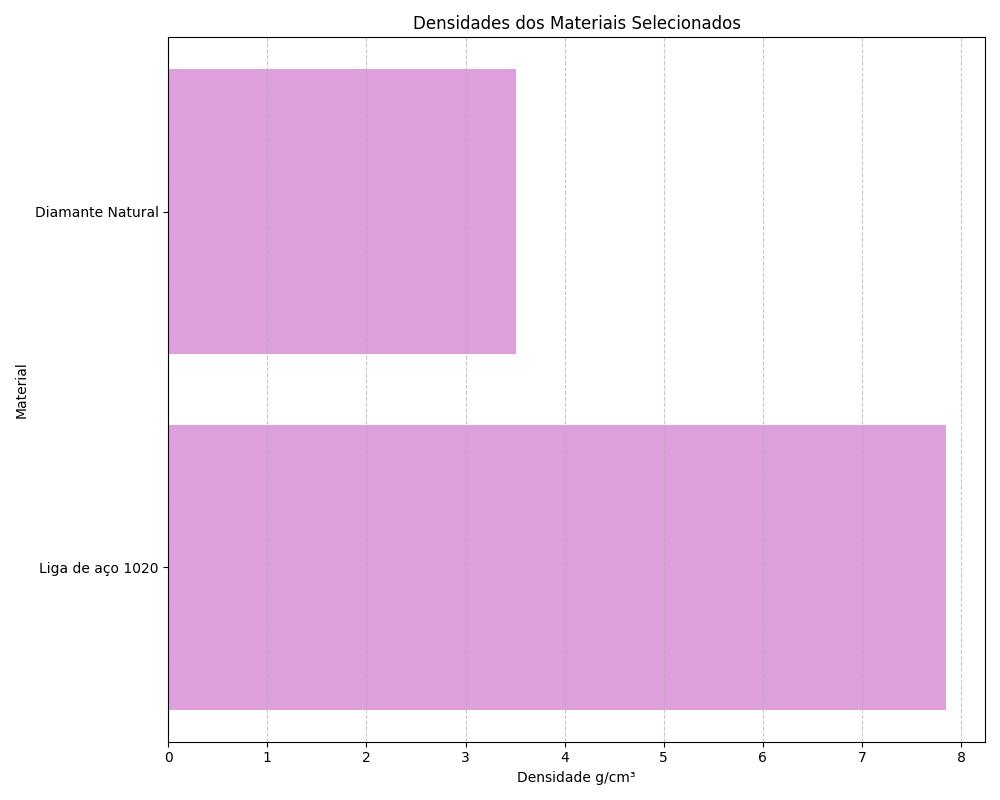 Densidades dos Materiais Selecionados
Diamante Natural
Material
Liga de aço 1020
0 1 2 3 4 5 6 7 8
Densidade g/cm³